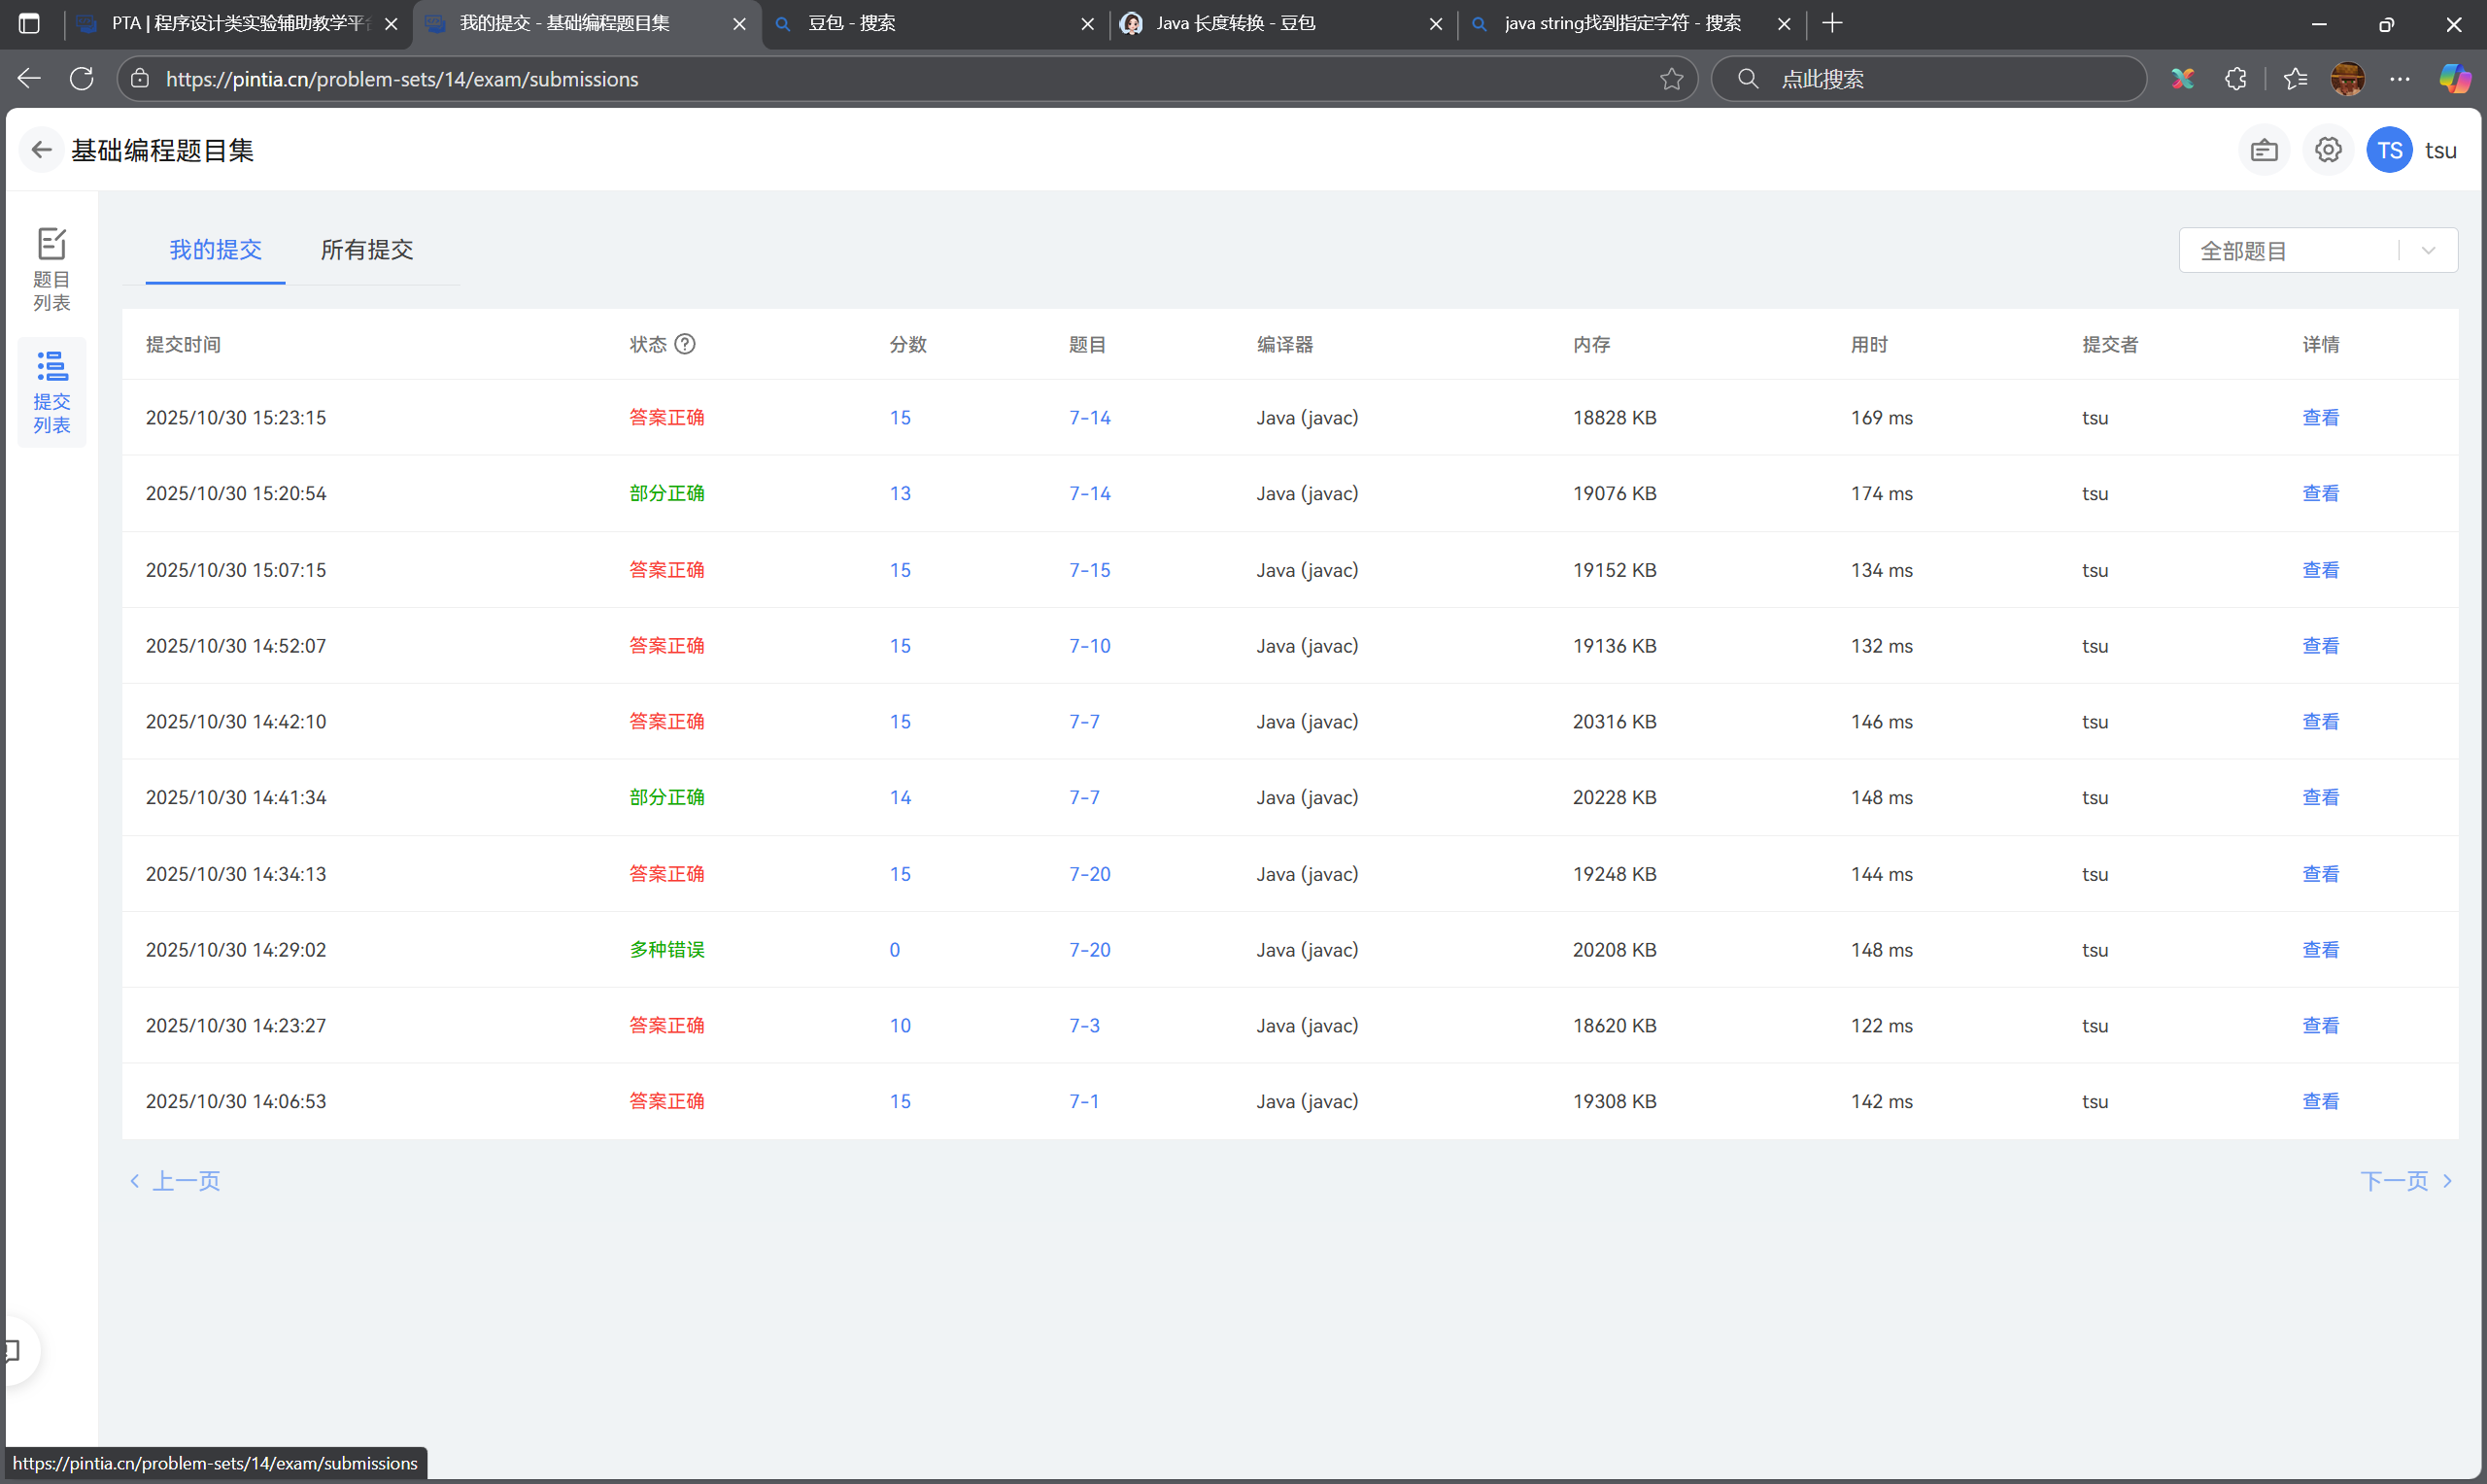 PTA | 程序设计类实验辅助教学平台
我的提交 - 基础编程题目集
豆包 - 搜索
Java 长度转换 - 豆包
java string找到指定字符 - 搜索
https://pintia.cn/problem-sets/14/exam/submissions
点此搜索
基础编程题目集
TS tsu
题目
列表
提交
列表
我的提交 所有提交
全部题目
提交时间 状态 分数 题目 编译器 内存 用时 提交者 详情
2025/10/30 15:23:15 答案正确 15 7-14 Java (javac) 18828 KB 169 ms tsu 查看
2025/10/30 15:20:54 部分正确 13 7-14 Java (javac) 19076 KB 174 ms tsu 查看
2025/10/30 15:07:15 答案正确 15 7-15 Java (javac) 19152 KB 134 ms tsu 查看
2025/10/30 14:52:07 答案正确 15 7-10 Java (javac) 19136 KB 132 ms tsu 查看
2025/10/30 14:42:10 答案正确 15 7-7 Java (javac) 20316 KB 146 ms tsu 查看
2025/10/30 14:41:34 部分正确 14 7-7 Java (javac) 20228 KB 148 ms tsu 查看
2025/10/30 14:34:13 答案正确 15 7-20 Java (javac) 19248 KB 144 ms tsu 查看
2025/10/30 14:29:02 多种错误 0 7-20 Java (javac) 20208 KB 148 ms tsu 查看
2025/10/30 14:23:27 答案正确 10 7-3 Java (javac) 18620 KB 122 ms tsu 查看
2025/10/30 14:06:53 答案正确 15 7-1 Java (javac) 19308 KB 142 ms tsu 查看
上一页 下一页
https://pintia.cn/problem-sets/14/exam/submissions